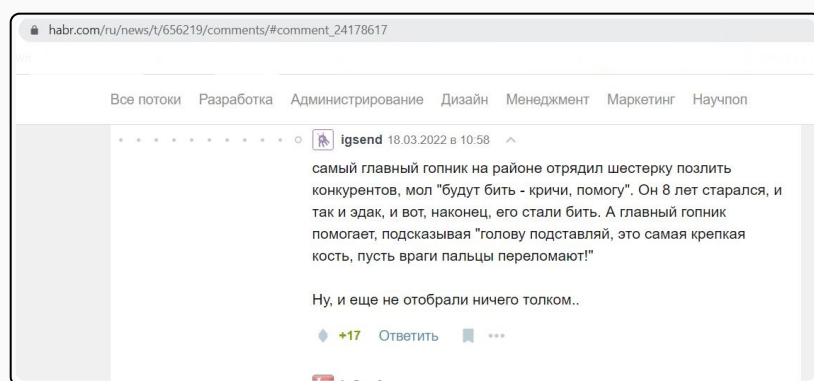 habr.com/ru/news/t/656219/comments/#comment_24178617
Все потоки Разработка Администрирование Дизайн Менеджмент Маркетинг Научпоп
igsend 18.03.2022 в 10:58
самый главный гопник на районе отрядил шестерку позлить
конкурентов, мол "будут бить - кричи, помогу". Он 8 лет старался, и
так и эдак, и вот, наконец, его стали бить. А главный гопник
помогает, подсказывая "голову подставляй, это самая крепкая
кость, пусть враги пальцы переломают!"
Ну, и еще не отобрали ничего толком..
+17 Ответить